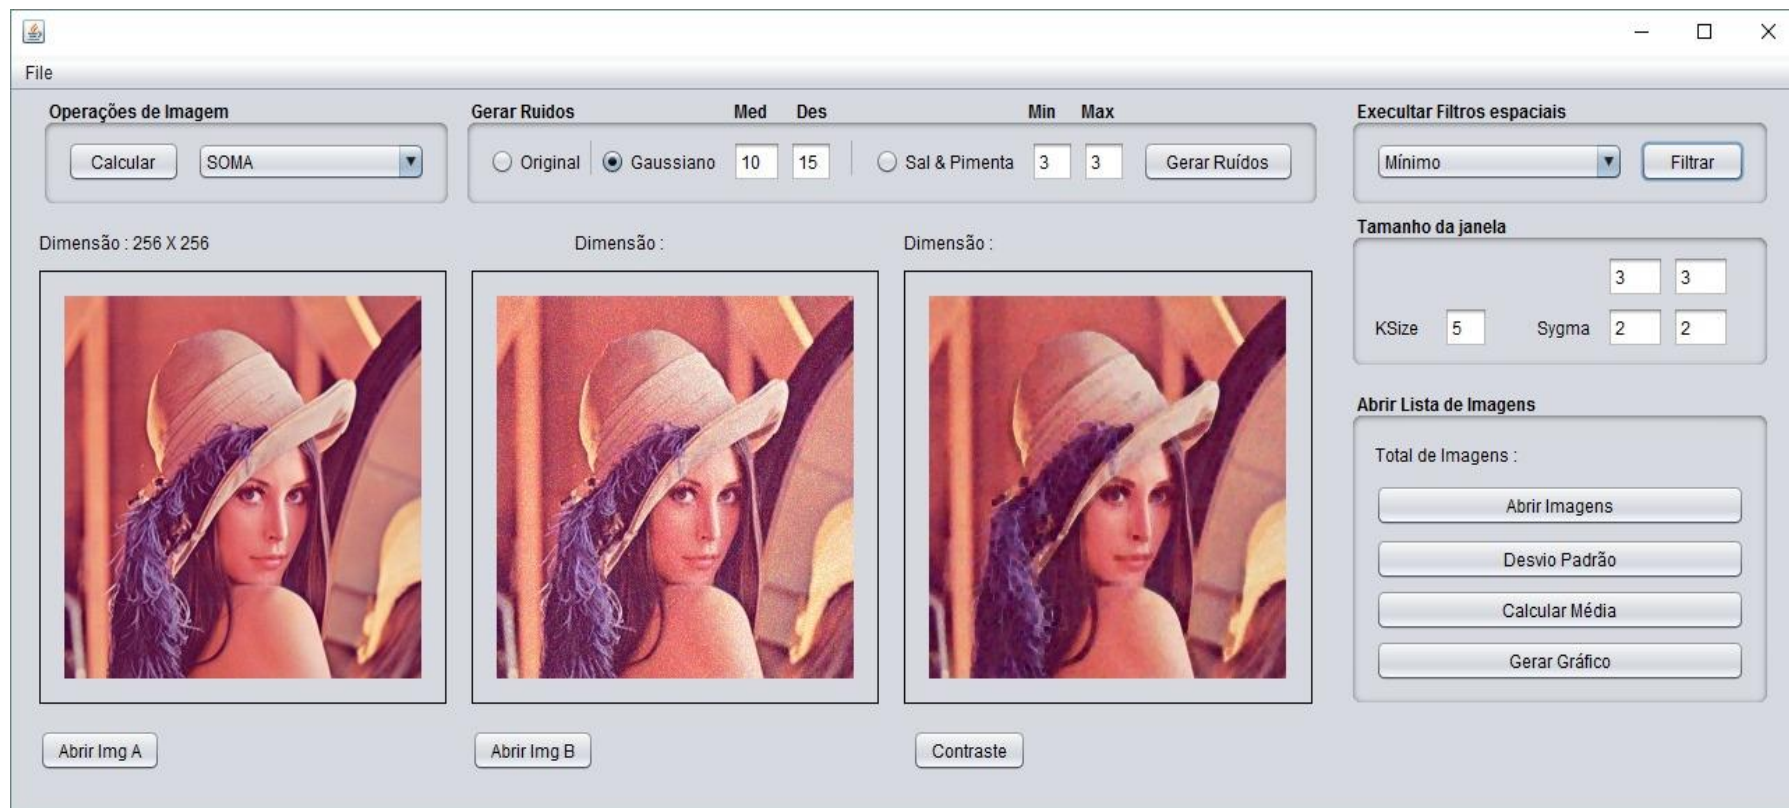 File
Operações de Imagem
Calcular SOMA
Gerar Ruidos Med Des Min Max
Original Gaussiano 10 15 Sal & Pimenta 3 3 Gerar Ruídos
Execultar Filtros espaciais
Mínimo Filtrar
Dimensão : 256 X 256
Dimensão :
Dimensão :
Tamanho da janela
3 3
KSize 5 Sygma 2 2
Abrir Lista de Imagens
Total de Imagens :
Abrir Imagens
Desvio Padrão
Calcular Média
Gerar Gráfico
Abrir Img A
Abrir Img B
Contraste